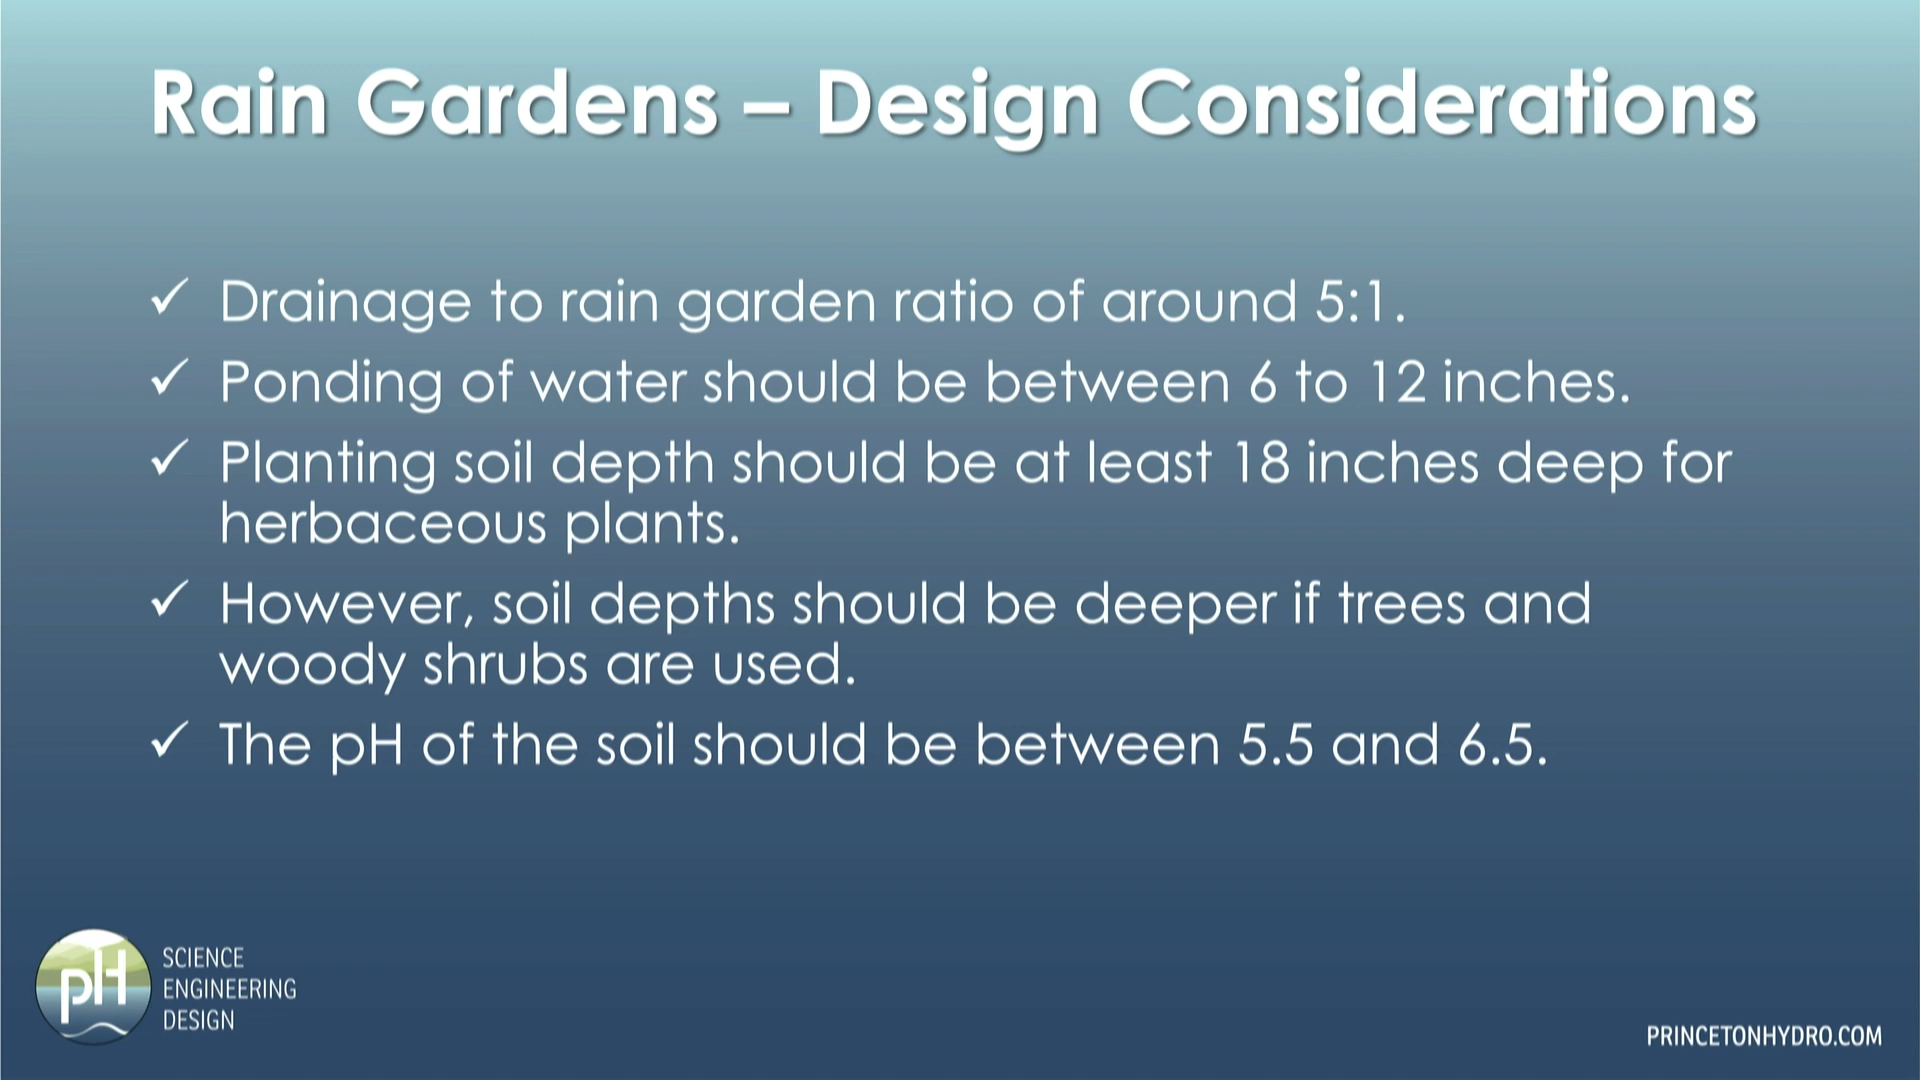 Rain Gardens – Design Considerations
✓ Drainage to rain garden ratio of around 5:1.
✓ Ponding of water should be between 6 to 12 inches.
✓ Planting soil depth should be at least 18 inches deep for
herbaceous plants.
✓ However, soil depths should be deeper if trees and
woody shrubs are used.
✓ The pH of the soil should be between 5.5 and 6.5.
pH
SCIENCE
ENGINEERING
DESIGN
PRINCETONHYDRO.COM